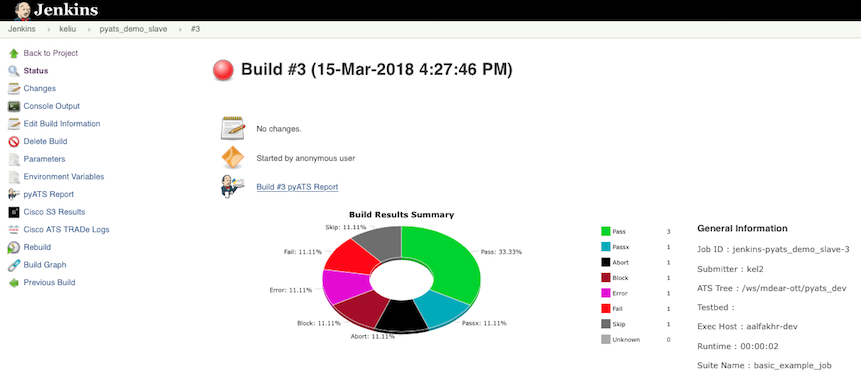 Jenkins
Jenkins › keliu › pyats_demo_slave › #3
Back to Project
Status
Changes
Console Output
Edit Build Information
Delete Build
Parameters
Environment Variables
pyATS Report
Cisco S3 Results
Cisco ATS TRADe Logs
Rebuild
Build Graph
Previous Build
Build #3 (15-Mar-2018 4:27:46 PM)
No changes.
Started by anonymous user
Build #3 pyATS Report
Build Results Summary
Skip: 11.11%
Fail: 11.11%
Pass: 33.33%
Error: 11.11%
Block: 11.11%
Passx: 11.11%
Abort: 11.11%
Pass 3
Passx 1
Abort 1
Block 1
Error 1
Fail 1
Skip 1
Unknown 0
General Information
Job ID : jenkins-pyats_demo_slave-3
Submitter : kel2
ATS Tree : /ws/mdear-ott/pyats_dev
Testbed :
Exec Host : aalfakhr-dev
Runtime : 00:00:02
Suite Name : basic_example_job